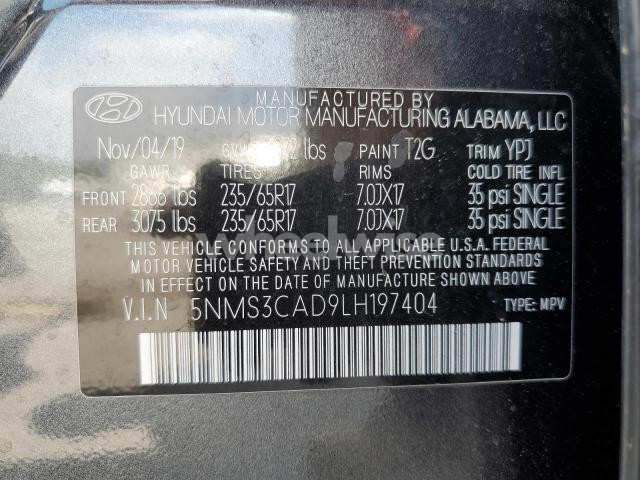 MANUFACTURED BY
HYUNDAI MOTOR MANUFACTURING ALABAMA, LLC
Nov/04/19 lbs PAINT T2G TRIM YPJ
GAWR TIRES RIMS COLD TIRE INFL
FRONT 2866 lbs 235/65R17 7.0JX17 35 psi SINGLE
REAR 3075 lbs 235/65R17 7.0JX17 35 psi SINGLE
THIS VEHICLE CONFORMS TO ALL APPLICABLE U.S.A. FEDERAL
MOTOR VEHICLE SAFETY AND THEFT PREVENTION STANDARDS
IN EFFECT ON THE DATE OF MANUFACTURE SHOWN ABOVE.
V.I.N 5NMS3CAD9LH197404 TYPE: MPV